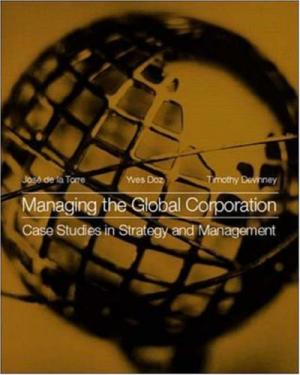 José de la Torre Yves Doz Timothy Devinney
Managing the Global Corporation
Case Studies in Strategy and Management